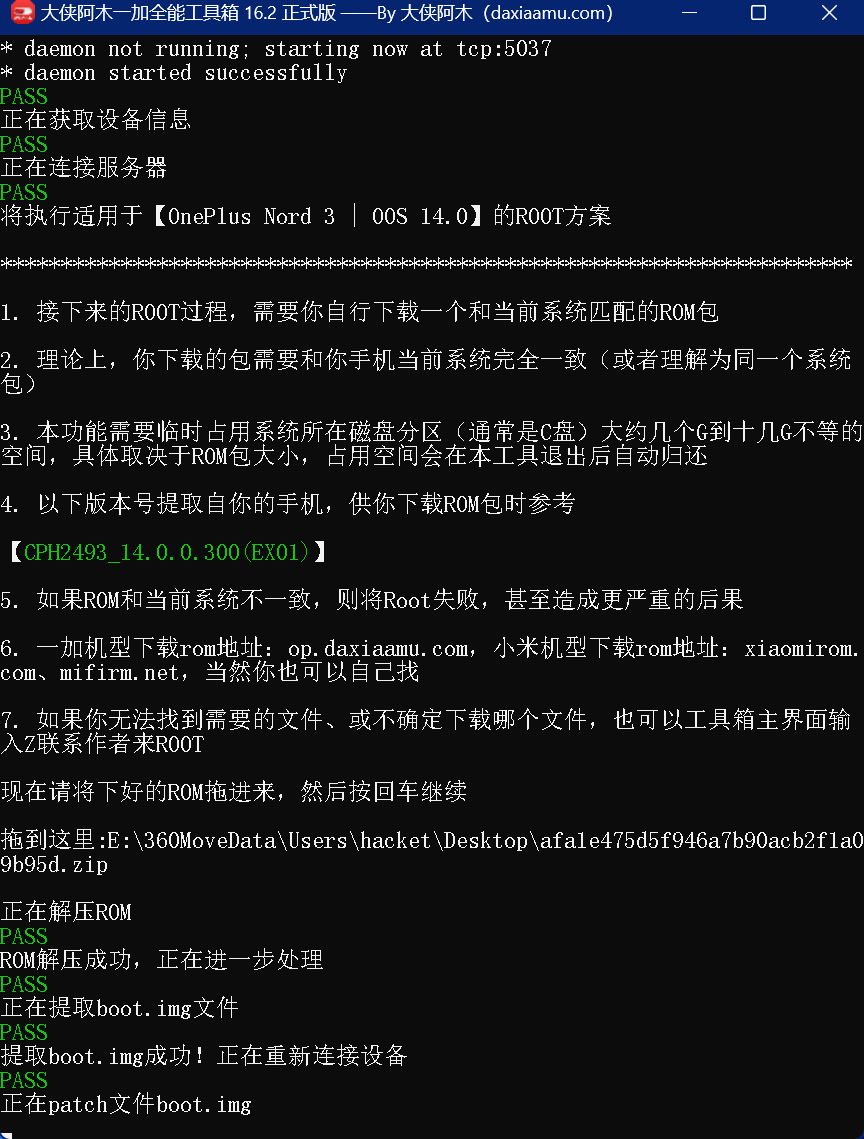 大侠阿木一加全能工具箱 16.2 正式版 ——By 大侠阿木（daxiaamu.com）
* daemon not running; starting now at tcp:5037
* daemon started successfully
PASS
正在获取设备信息
PASS
正在连接服务器
PASS
将执行适用于【OnePlus Nord 3 | OOS 14.0】的ROOT方案
***********************************************************************
1. 接下来的ROOT过程，需要你自行下载一个和当前系统匹配的ROM包
2. 理论上，你下载的包需要和你手机当前系统完全一致（或者理解为同一个系统
包）
3. 本功能需要临时占用系统所在磁盘分区（通常是C盘）大约几个G到十几G不等的
空间，具体取决于ROM包大小，占用空间会在本工具退出后自动归还
4. 以下版本号提取自你的手机，供你下载ROM包时参考
【CPH2493_14.0.0.300(EX01)】
5. 如果ROM和当前系统不一致，则将Root失败，甚至造成更严重的后果
6. 一加机型下载rom地址：op.daxiaamu.com，小米机型下载rom地址：xiaomirom.
com、mifirm.net，当然你也可以自己找
7. 如果你无法找到需要的文件、或不确定下载哪个文件，也可以工具箱主界面输
入Z联系作者来ROOT
现在请将下好的ROM拖进来，然后按回车继续
拖到这里:E:\360MoveData\Users\hacket\Desktop\afa1e475d5f946a7b90acb2f1a0
9b95d.zip
正在解压ROM
PASS
ROM解压成功，正在进一步处理
PASS
正在提取boot.img文件
PASS
提取boot.img成功！正在重新连接设备
PASS
正在patch文件boot.img